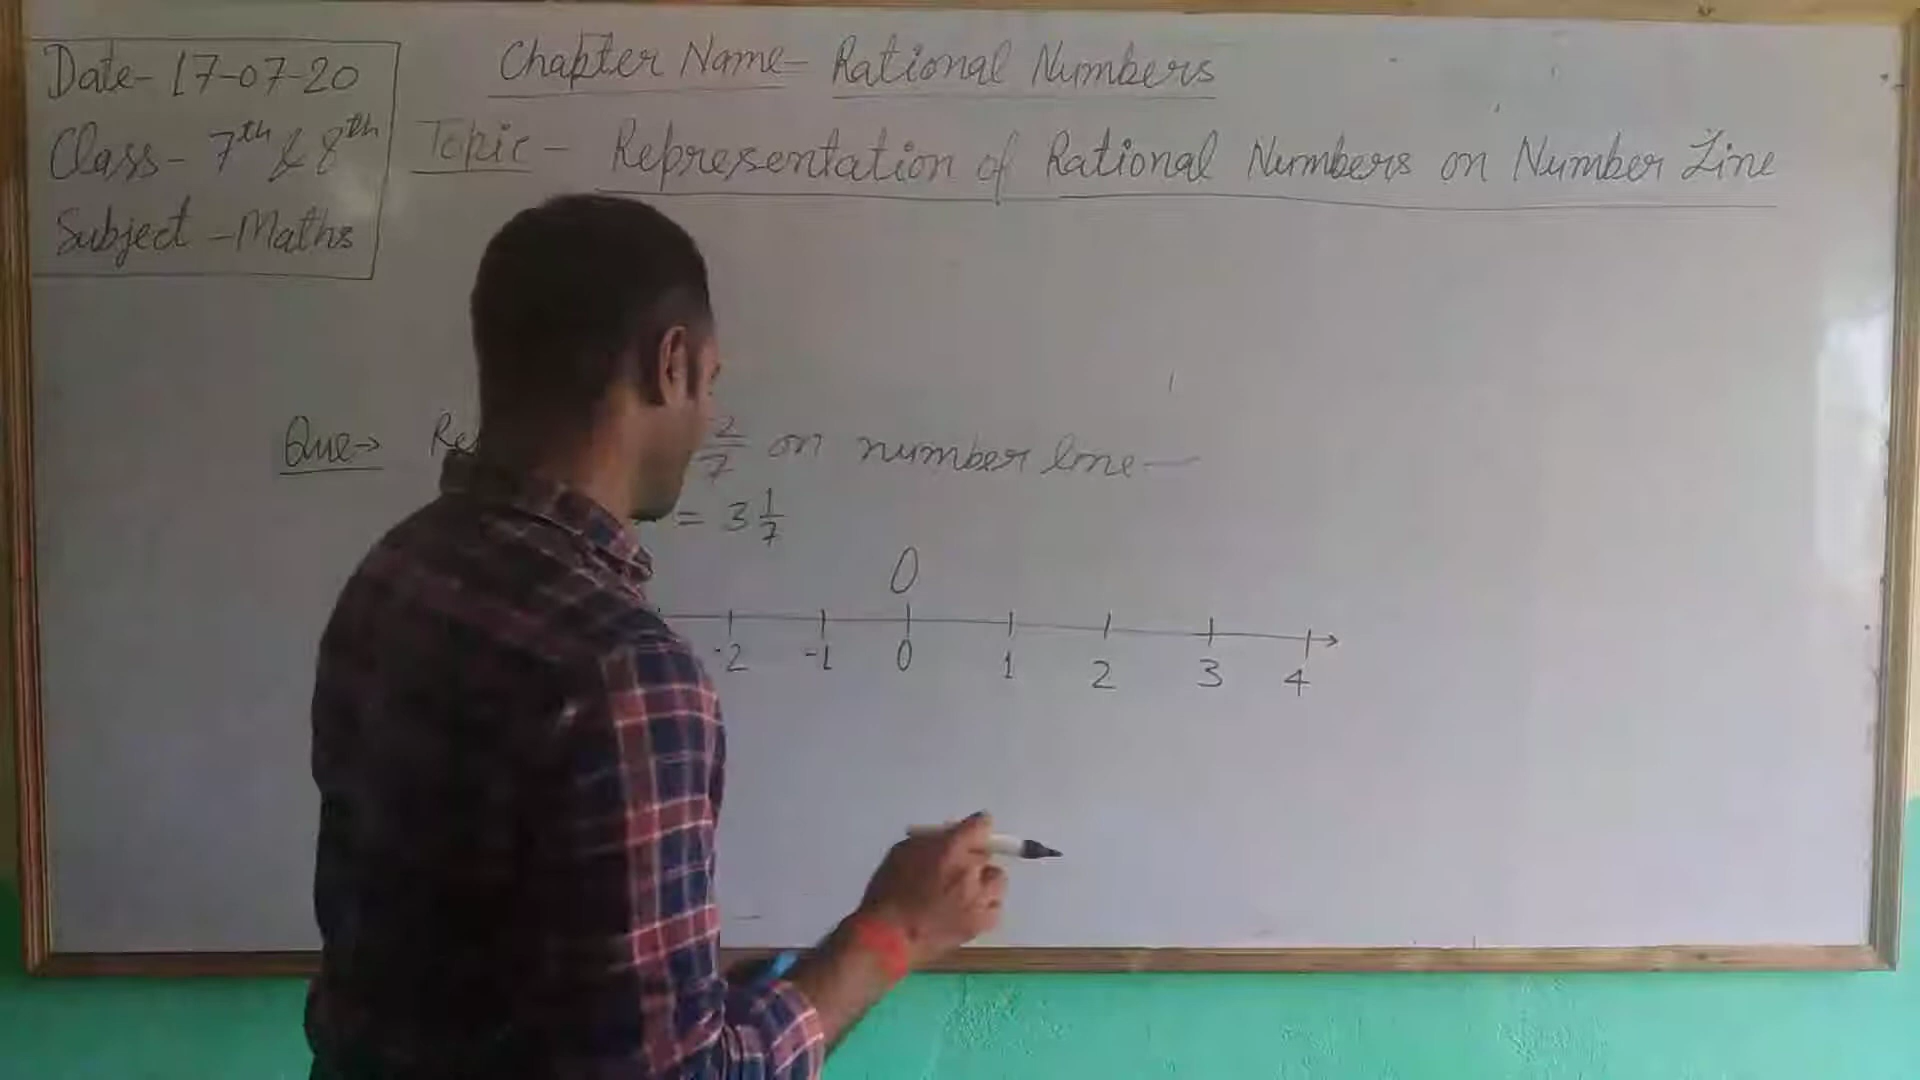 Date- 17-07-20
Class- 7th & 8th
Subject -Maths
Chapter Name- Rational Numbers
Topic- Representation of Rational Numbers on Number Line
Que→ on number line-
= 3 1/7
0
-2 -1 0 1 2 3 4